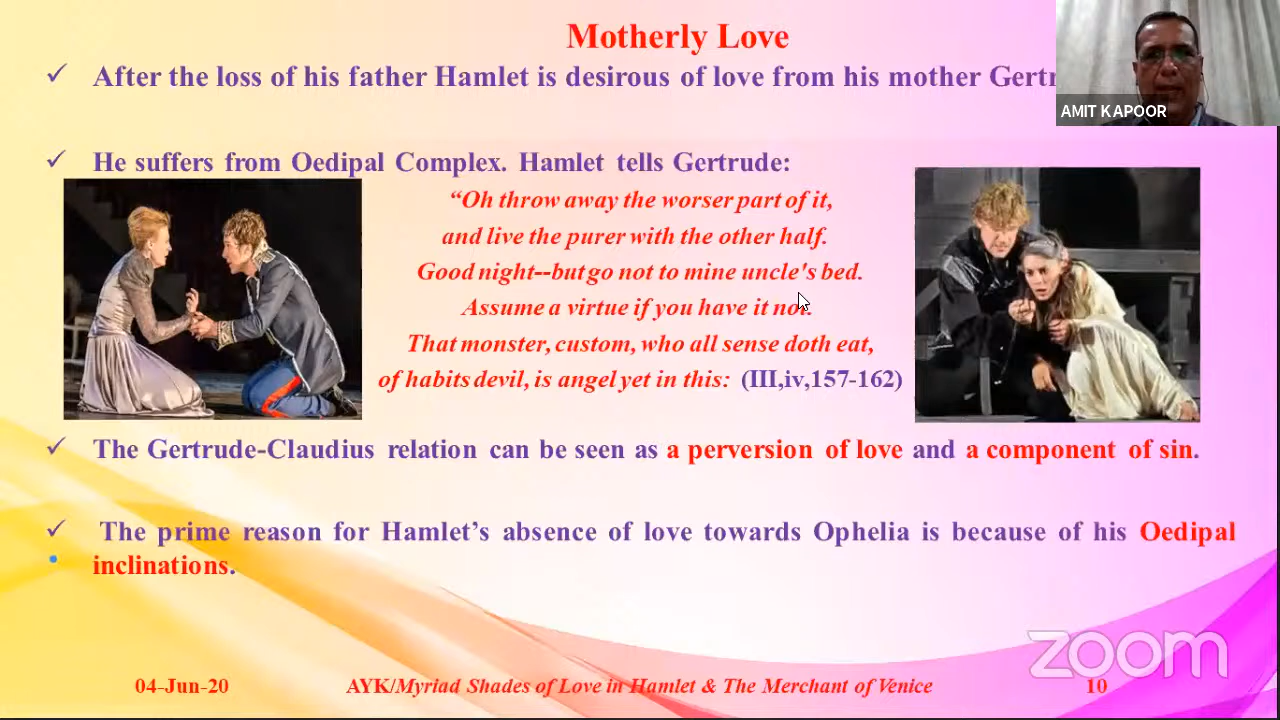 Motherly Love
✓ After the loss of his father Hamlet is desirous of love from his mother
AMIT KAPOOR
✓ He suffers from Oedipal Complex. Hamlet tells Gertrude:
“Oh throw away the worser part of it,
and live the purer with the other half.
Good night--but go not to mine uncle's bed.
Assume a virtue if you have it not.
That monster, custom, who all sense doth eat,
of habits devil, is angel yet in this: (III,iv,157-162)
✓ The Gertrude-Claudius relation can be seen as a perversion of love and a component of sin.
✓ The prime reason for Hamlet’s absence of love towards Ophelia is because of his Oedipal
• inclinations.
zoom
04-Jun-20 AYK/Myriad Shades of Love in Hamlet & The Merchant of Venice 10